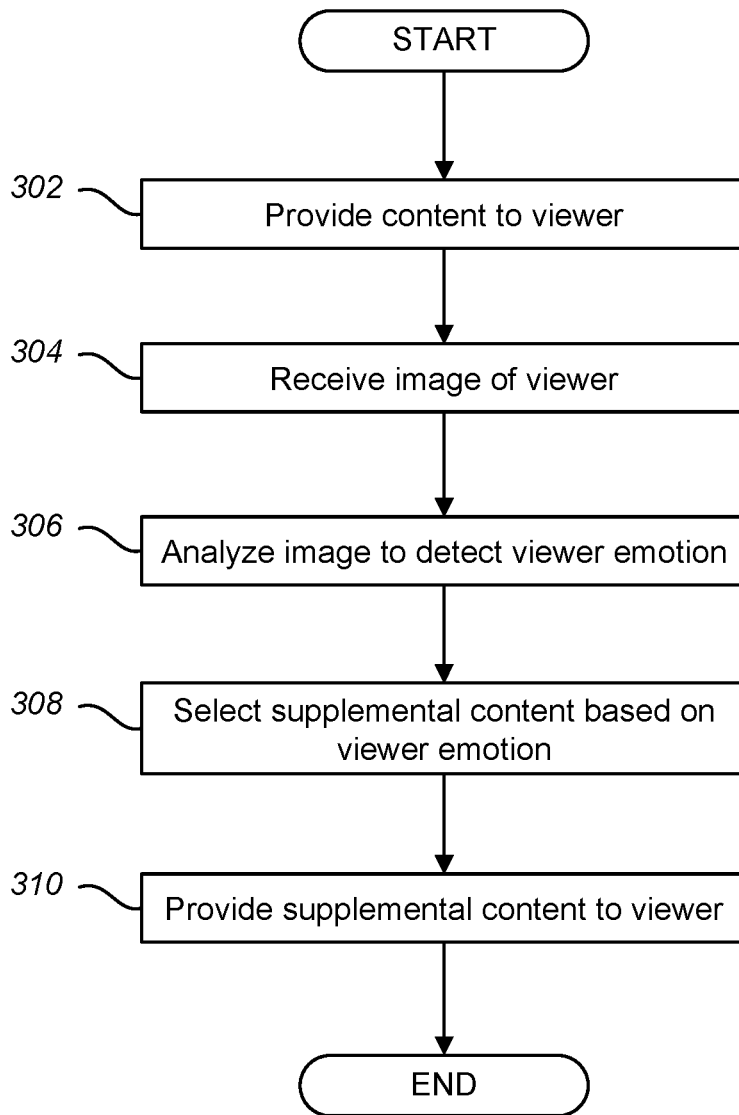 START
302
Provide content to viewer
304
Receive image of viewer
306
Analyze image to detect viewer emotion
308
Select supplemental content based on
viewer emotion
310
Provide supplemental content to viewer
END